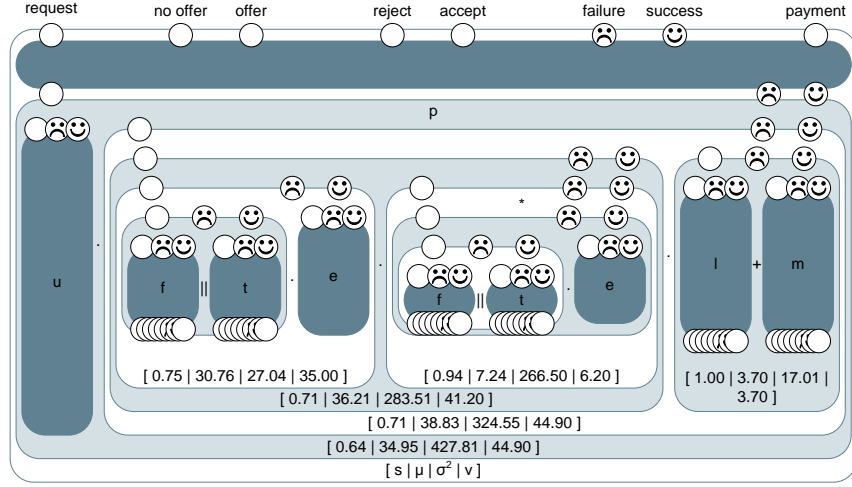 request no offer offer reject accept failure success payment
p
*
u . f || t . e . f || t . e . l + m
[ 0.75 | 30.76 | 27.04 | 35.00 ] [ 0.94 | 7.24 | 266.50 | 6.20 ] [ 1.00 | 3.70 | 17.01 |
3.70 ]
[ 0.71 | 36.21 | 283.51 | 41.20 ]
[ 0.71 | 38.83 | 324.55 | 44.90 ]
[ 0.64 | 34.95 | 427.81 | 44.90 ]
[ s | μ | σ² | v ]